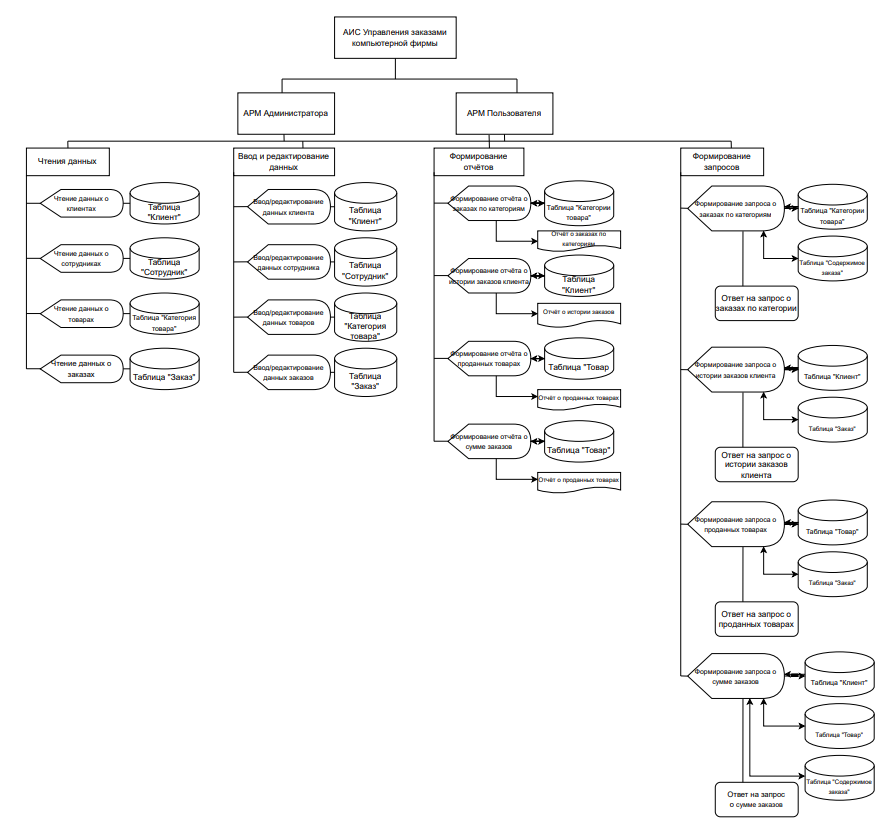 АИС Управления заказами
компьютерной фирмы
АРМ Администратора
АРМ Пользователя
Чтения данных
Чтение данных о
клиентах
Таблица
"Клиент"
Чтение данных о
сотрудниках
Таблица
"Сотрудник"
Чтение данных о
товарах
Таблица "Категория
товара"
Чтение данных о
заказах
Таблица "Заказ"
Ввод и редактирование
данных
Ввод/редактирование
данных клиента
Таблица
"Клиент"
Ввод/редактирование
данных сотрудника
Таблица
"Сотрудник"
Ввод/редактирование
данных товаров
Таблица
"Категория
товара"
Ввод/редактирование
данных заказов
Таблица
"Заказ"
Формирование
отчётов
Формирование отчёта о
заказах по категориям
Таблица "Категории
товара"
Отчёт о заказах по
категориям
Формирование отчёта о
истории заказов клиента
Таблица
"Клиент"
Отчёт о истории заказов
Формирование отчёта о
проданных товарах
Таблица "Товар
Отчёт о проданных товарах
Формирование отчёта о
сумме заказов
Таблица "Товар"
Отчёт о проданных товарах
Формирование
запросов
Формирование запроса о
заказах по категориям
Таблица "Категории
товара"
Таблица "Содержимое
заказа"
Ответ на запрос о
заказах по категории
Формирование запроса о
истории заказов клиента
Таблица "Клиент"
Таблица "Заказ"
Ответ на запрос о
истории заказов
клиента
Формирование запроса о
проданных товарах
Таблица "Товар"
Таблица "Заказ"
Ответ на запрос о
проданных товарах
Формирование запроса о
сумме заказов
Таблица "Клиент"
Таблица "Товар"
Таблица "Содержимое
заказа"
Ответ на запрос
о сумме заказов